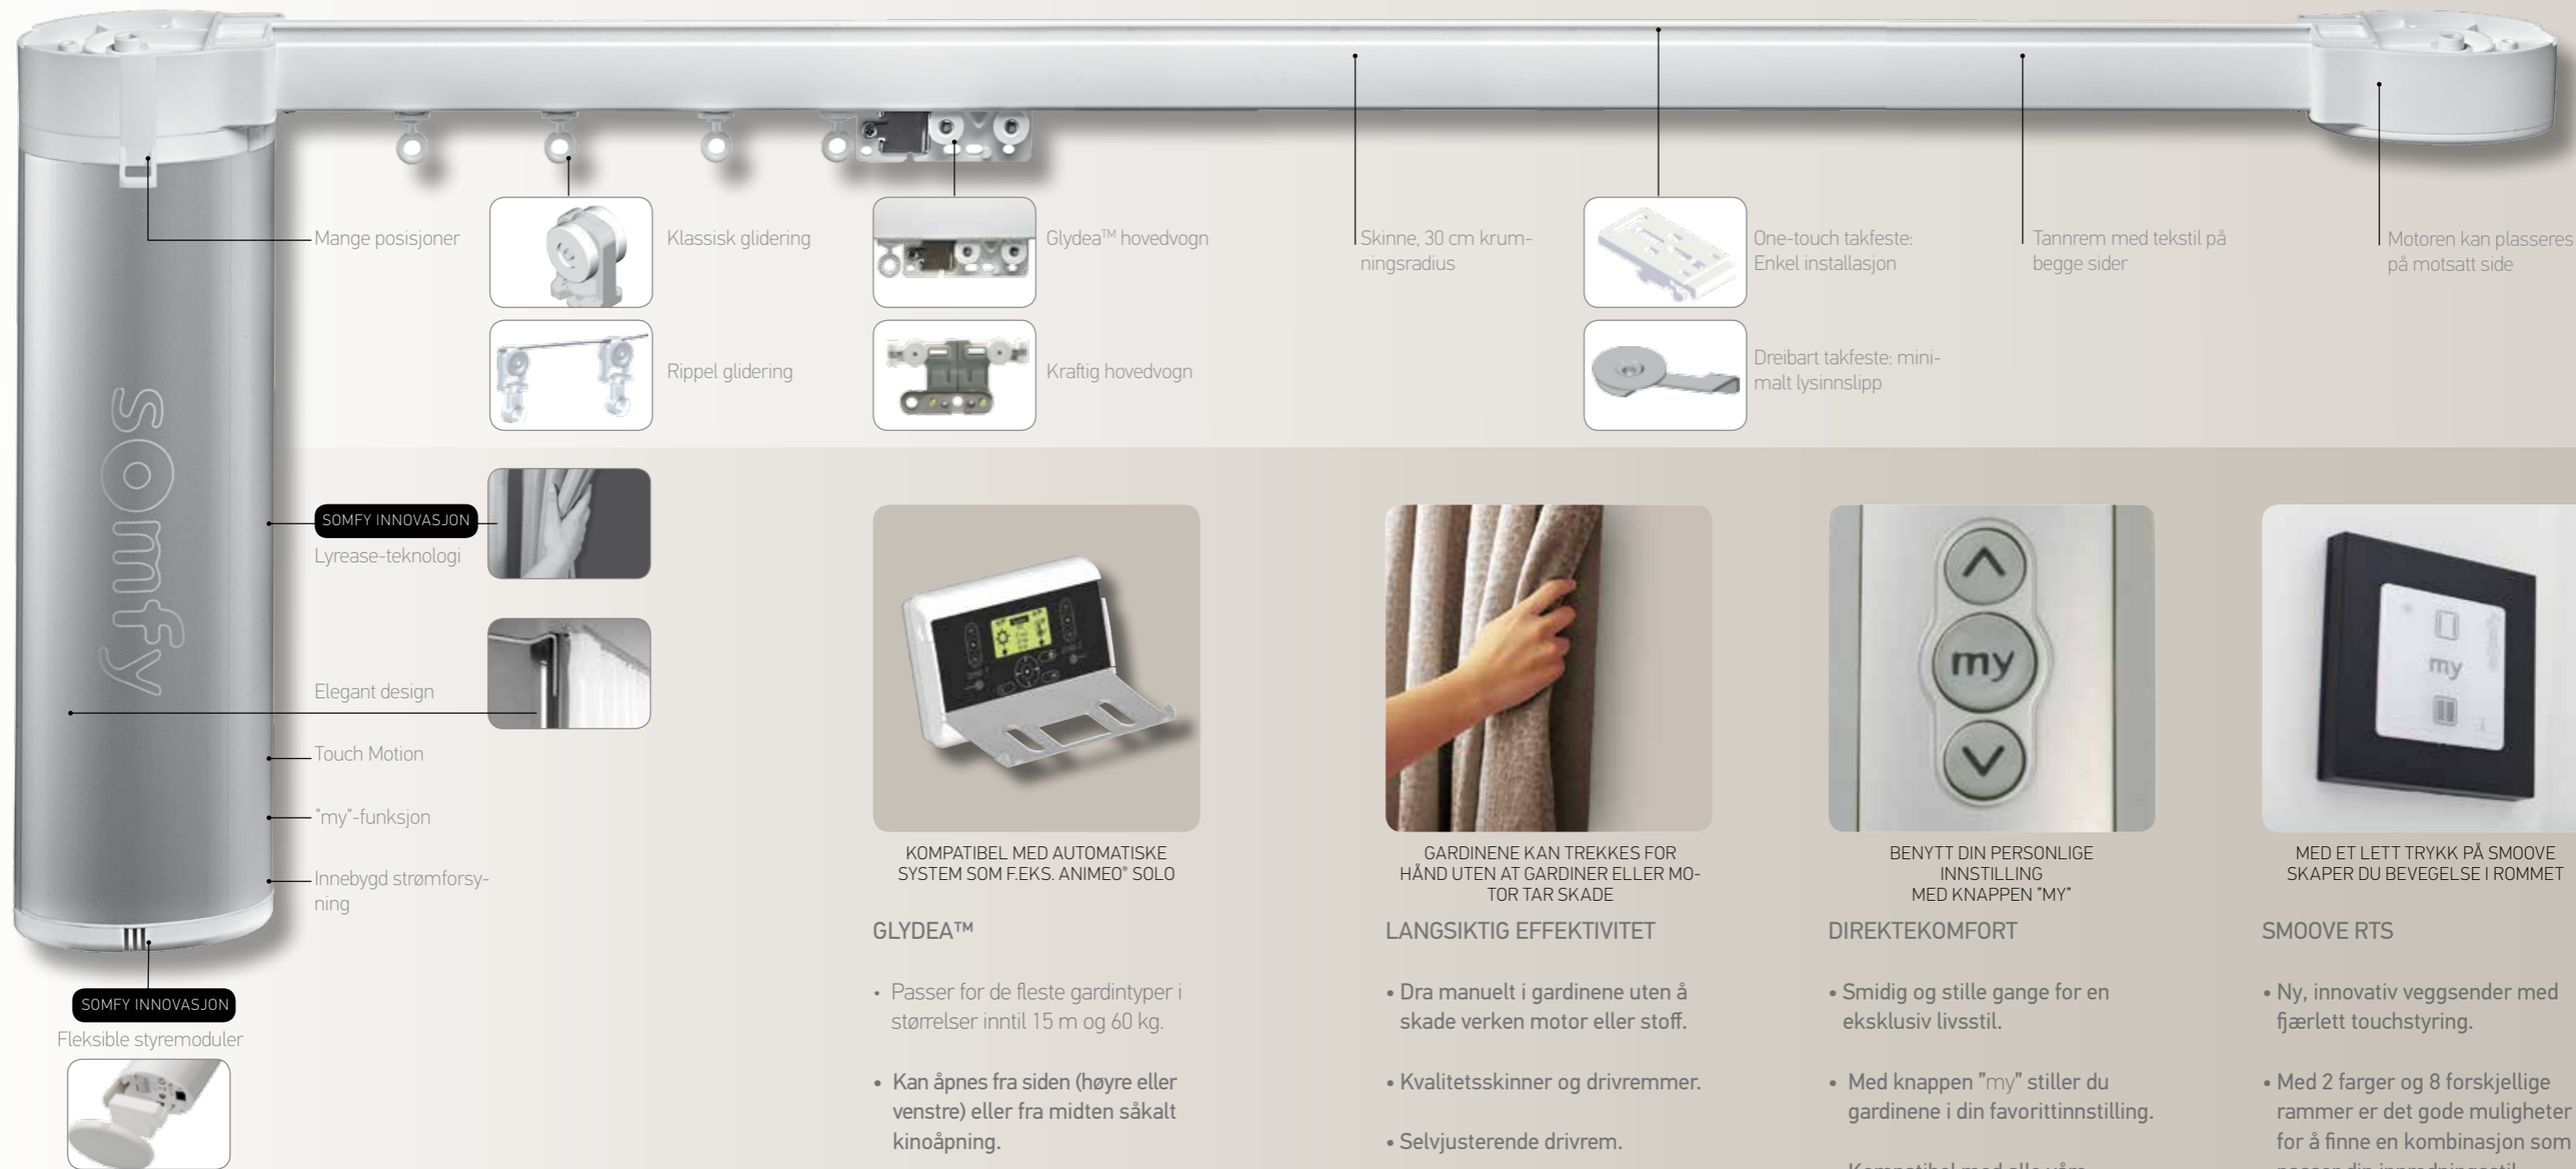 Mange posisjoner
Klassisk glidering
Rippel glidering
Glydea™ hovedvogn
Kraftig hovedvogn
Skinne, 30 cm krum-
ningsradius
One-touch takfeste:
Enkel installasjon
Dreibart takfeste: mini-
malt lysinnslipp
Tannrem med tekstil på
begge sider
Motoren kan plasseres
på motsatt side
somfy
SOMFY INNOVASJON
Lyrease-teknologi
Elegant design
Touch Motion
"my"-funksjon
Innebygd strømforsy-
ning
SOMFY INNOVASJON
Fleksible styremoduler
KOMPATIBEL MED AUTOMATISKE
SYSTEM SOM F.EKS. ANIMEO® SOLO
GLYDEA™
• Passer for de fleste gardintyper i
størrelser inntil 15 m og 60 kg.
• Kan åpnes fra siden (høyre eller
venstre) eller fra midten såkalt
kinoåpning.
GARDINENE KAN TREKKES FOR
HÅND UTEN AT GARDINER ELLER MO-
TOR TAR SKADE
LANGSIKTIG EFFEKTIVITET
• Dra manuelt i gardinene uten å
skade verken motor eller stoff.
• Kvalitetsskinner og drivremmer.
• Selvjusterende drivrem.
my
BENYTT DIN PERSONLIGE
INNSTILLING
MED KNAPPEN "MY"
DIREKTEKOMFORT
• Smidig og stille gange for en
eksklusiv livsstil.
• Med knappen "my" stiller du
gardinene i din favorittinnstilling.
my
MED ET LETT TRYKK PÅ SMOOVE
SKAPER DU BEVEGELSE I ROMMET
SMOOVE RTS
• Ny, innovativ veggsender med
fjærlett touchstyring.
• Med 2 farger og 8 forskjellige
rammer er det gode muligheter
for å finne en kombinasjon som